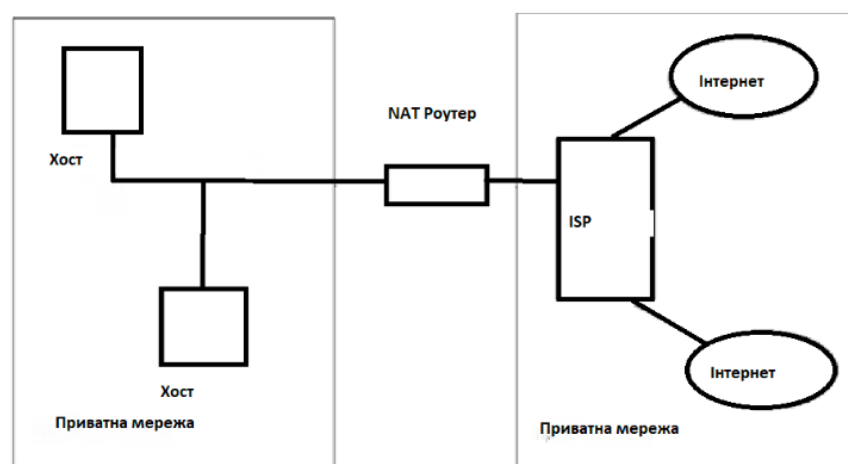 Інтернет
NAT Роутер
Хост
ISP
Інтернет
Хост
Приватна мережа
Приватна мережа